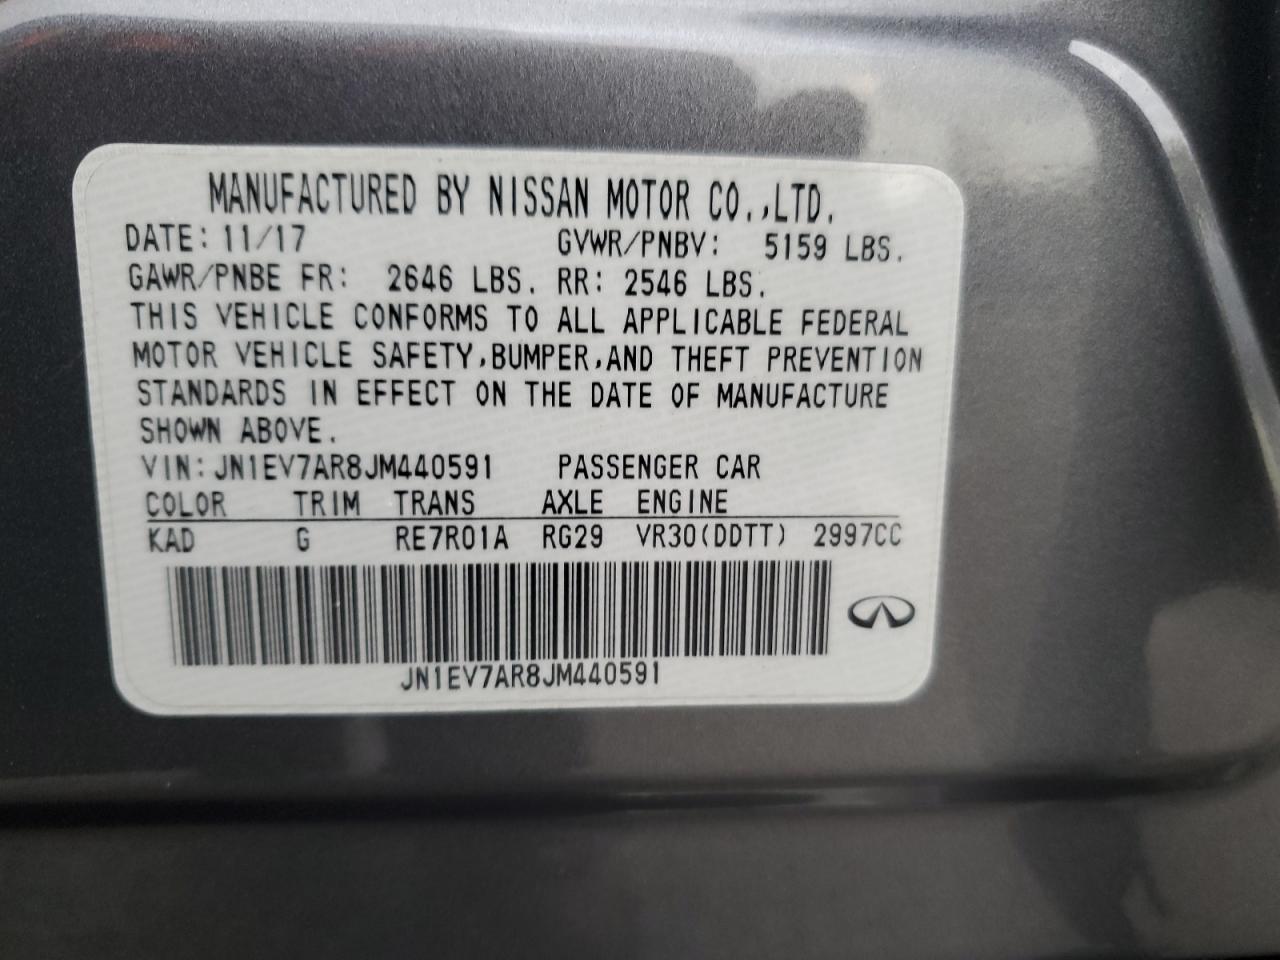 MANUFACTURED BY NISSAN MOTOR CO.,LTD.
DATE: 11/17 GVWR/PNBV: 5159 LBS.
GAWR/PNBE FR: 2646 LBS. RR: 2546 LBS.
THIS VEHICLE CONFORMS TO ALL APPLICABLE FEDERAL
MOTOR VEHICLE SAFETY,BUMPER,AND THEFT PREVENTION
STANDARDS IN EFFECT ON THE DATE OF MANUFACTURE
SHOWN ABOVE.
VIN:JN1EV7AR8JM440591 PASSENGER CAR
COLOR TRIM TRANS AXLE ENGINE
KAD G RE7R01A RG29 VR30(DDTT) 2997CC
JN1EV7AR8JM440591